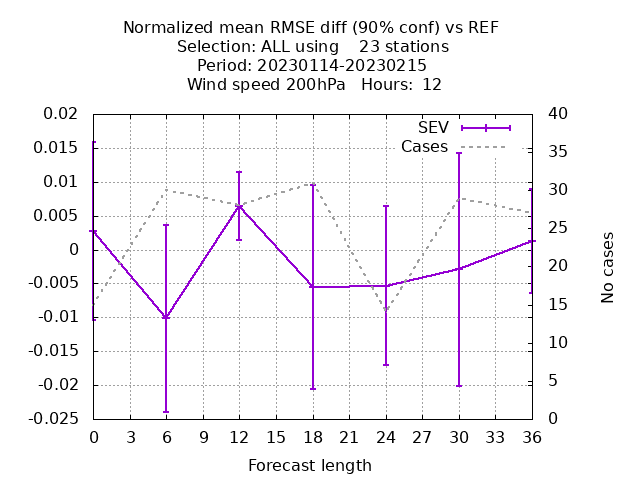 Normalized mean RMSE diff (90% conf) vs REF
Selection: ALL using 23 stations
Period: 20230114-20230215
Wind speed 200hPa Hours: 12
0.02
0.015
0.01
0.005
0
-0.005
-0.01
-0.015
-0.02
-0.025
SEV
Cases
40
35
30
25
20
15
10
5
0
No cases
0 3 6 9 12 15 18 21 24 27 30 33 36
Forecast length